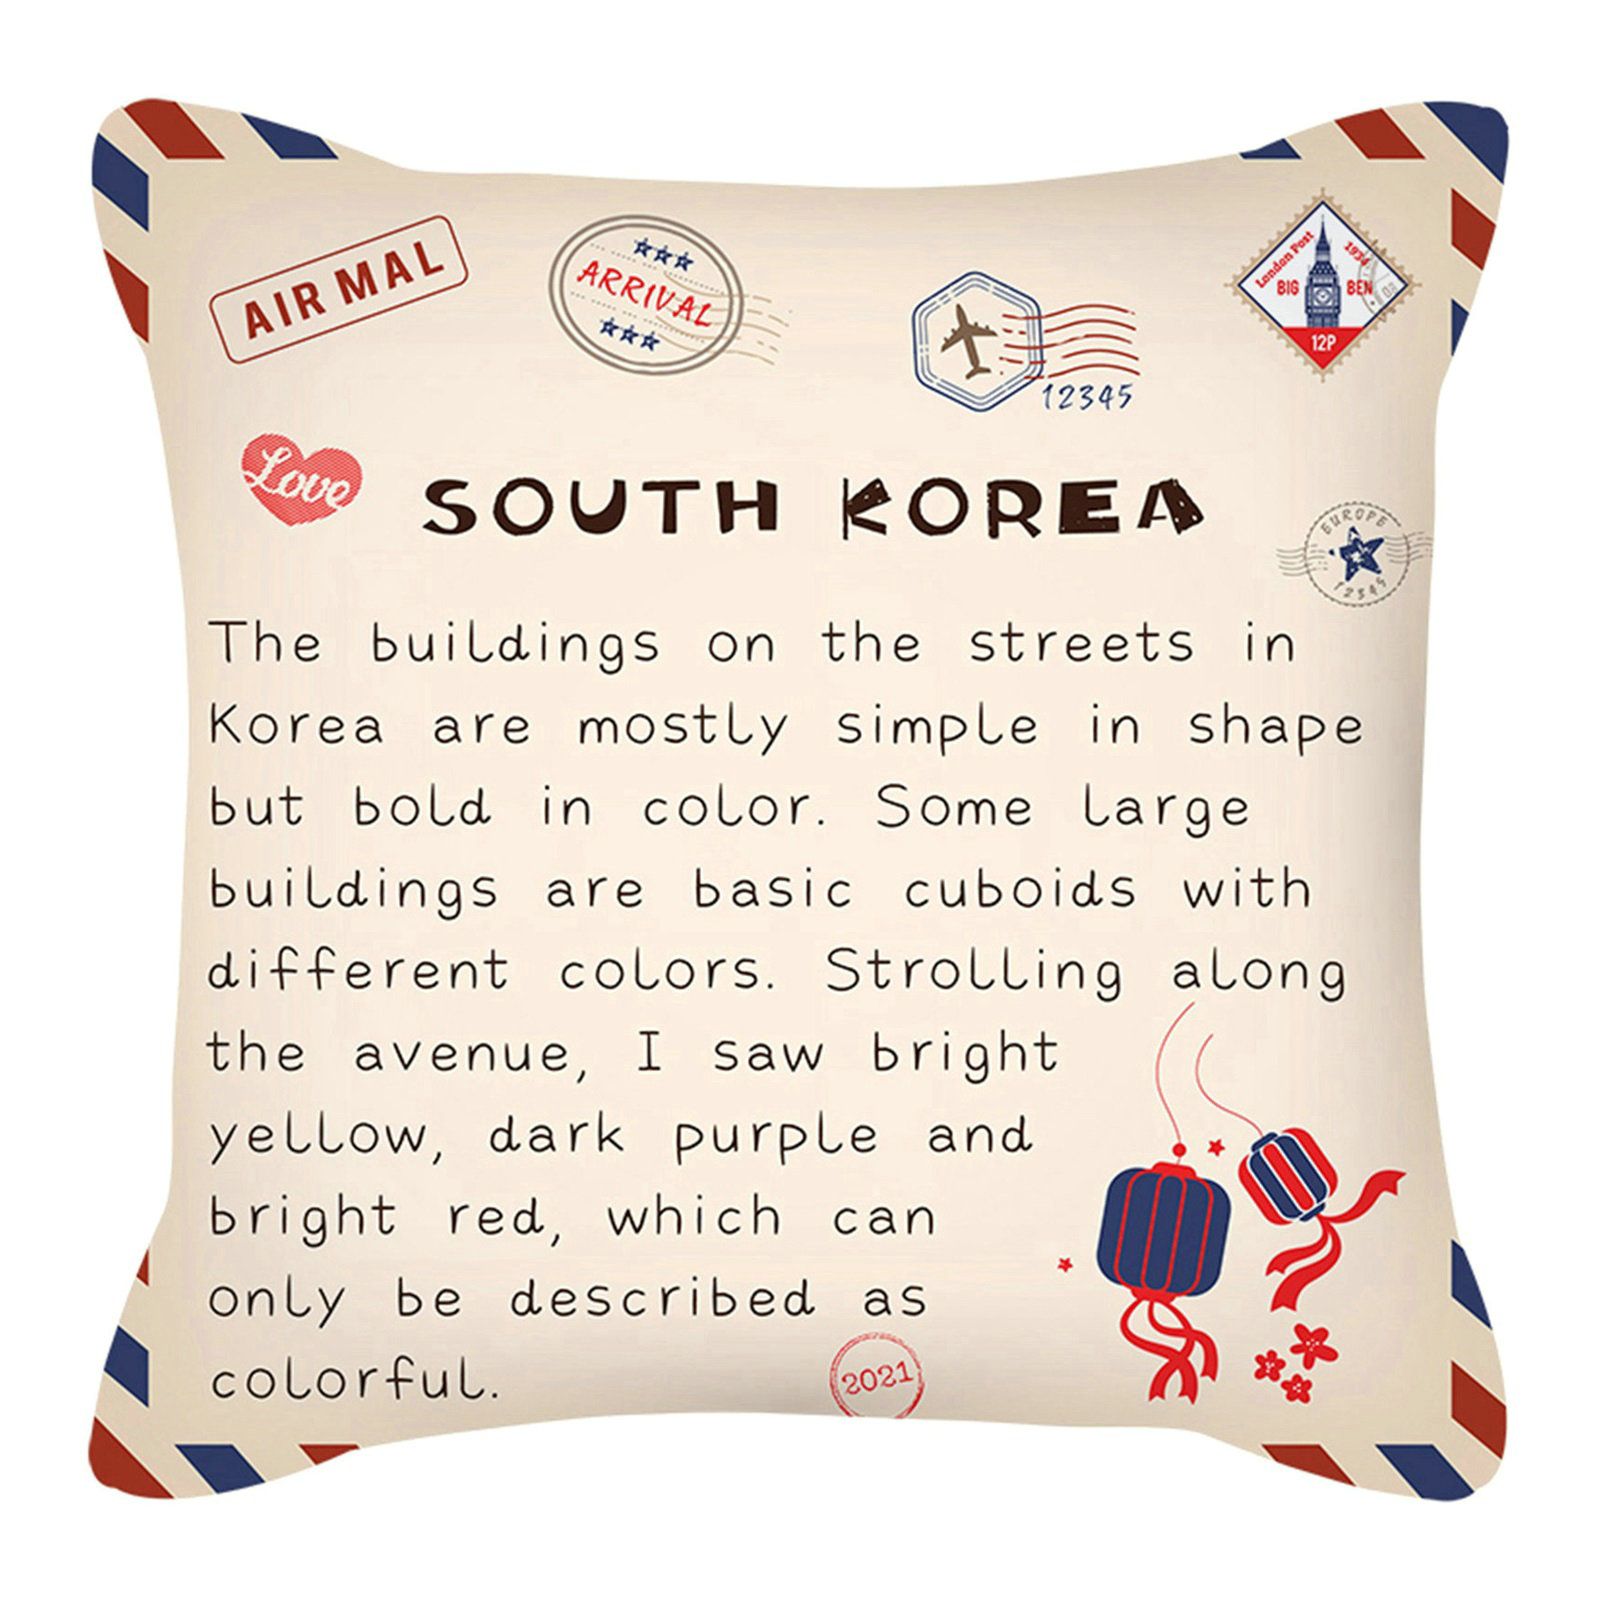 AIR MAL
★★★
ARRIVAL
★★★
12345
London Post
1934
BIG BEN
12P
Love
SOUTH KOREA
EUROPE
12345
The buildings on the streets in
Korea are mostly simple in shape
but bold in color. Some large
buildings are basic cuboids with
different colors. Strolling along
the avenue, I saw bright
yellow, dark purple and
bright red, which can
only be described as
colorful.
2021